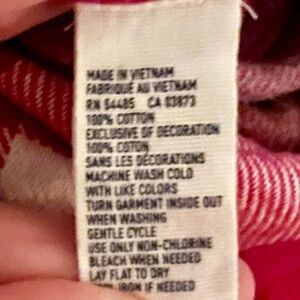 MADE IN VIETNAM
FABRIQUÉ AU VIETNAM
RN 54485 CA 03873
100% COTTON
EXCLUSIVE OF DECORATION
100% COTON
SANS LES DÉCORATIONS
MACHINE WASH COLD
WITH LIKE COLORS
TURN GARMENT INSIDE OUT
WHEN WASHING
GENTLE CYCLE
USE ONLY NON-CHLORINE
BLEACH WHEN NEEDED
LAY FLAT TO DRY
IRON IF NEEDED